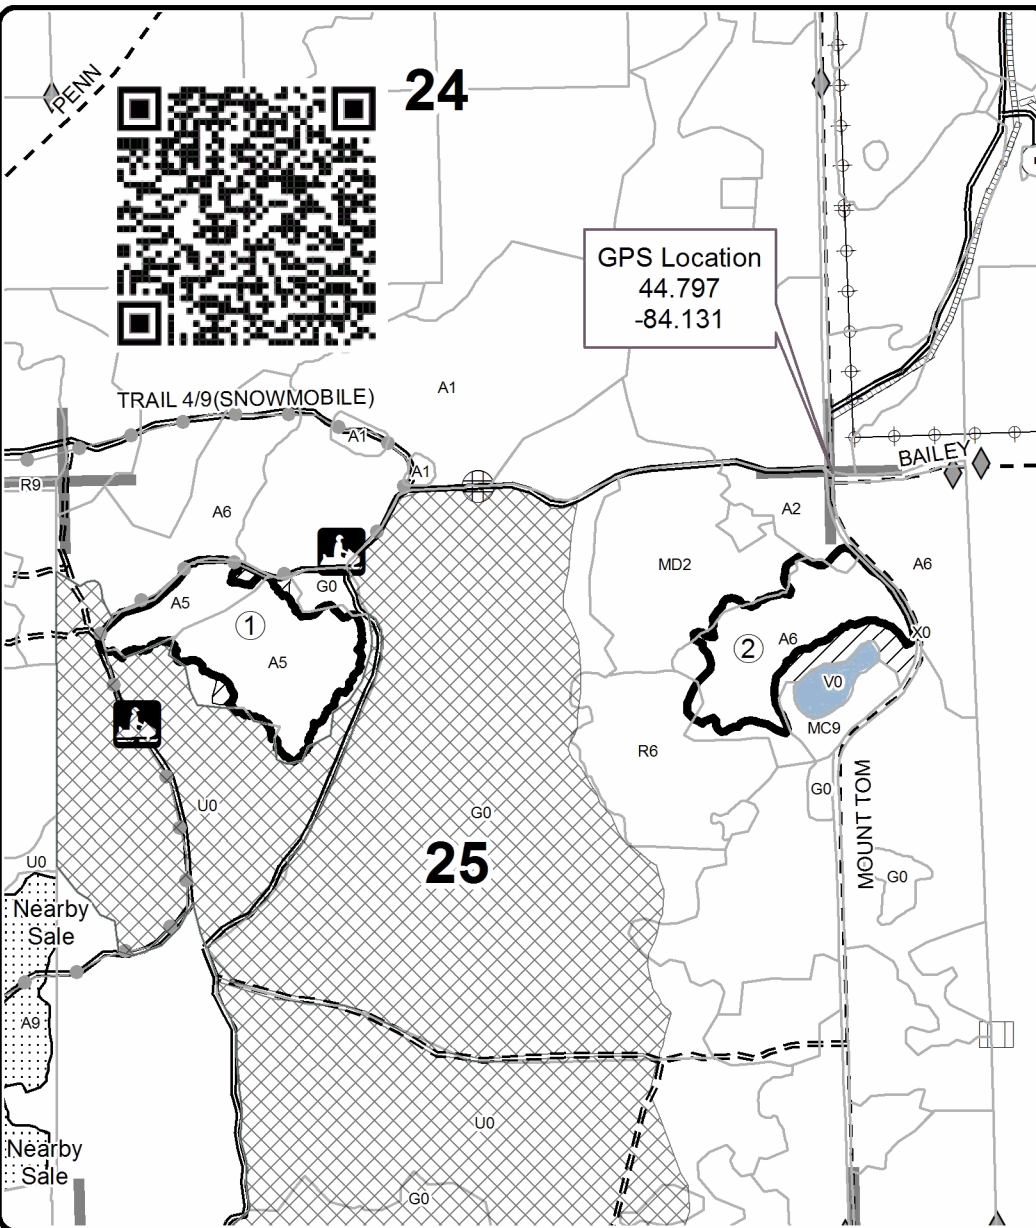 24
PENN
GPS Location
44.797
-84.131
A1
TRAIL 4/9(SNOWMOBILE)
A1
A1
BAILEY
R9
A6
A2
MD2
A6
G0
A5
1
A5
X0
A6
2
V0
MC9
R6
G0
MOUNT TOM
U0
G0
25
G0
U0
Nearby
Sale
A9
U0
Nearby
Sale
G0